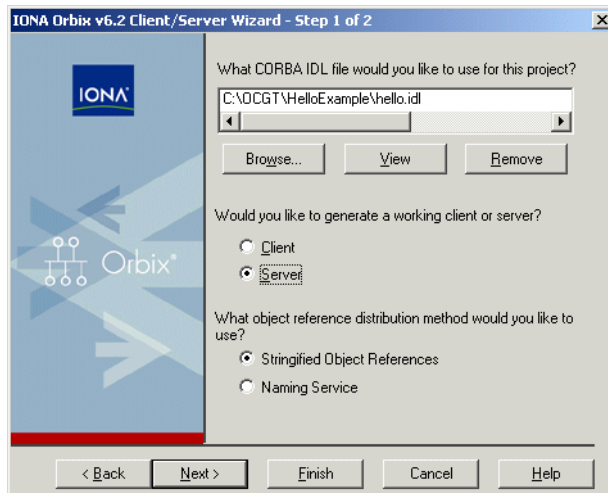 IONA Orbix v6.2 Client/Server Wizard - Step 1 of 2
IONA
Orbix
What CORBA IDL file would you like to use for this project?
C:\OCGT\HelloExample\hello.idl
Browse... View Remove
Would you like to generate a working client or server?
Client
Server
What object reference distribution method would you like to
use?
Stringified Object References
Naming Service
< Back Next > Finish Cancel Help